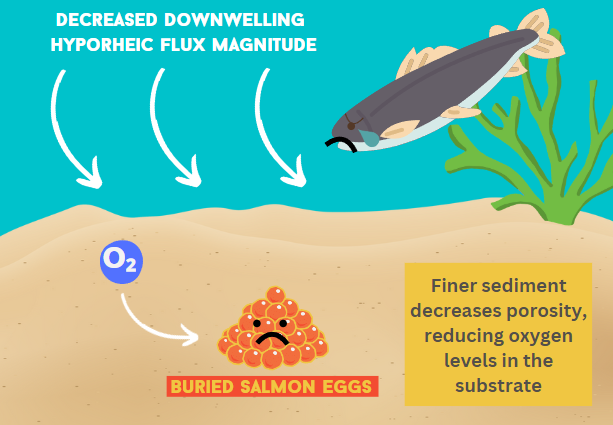 DECREASED DOWNWELLING
HYPORHEIC FLUX MAGNITUDE
O₂
BURIED SALMON EGGS
Finer sediment
decreases porosity,
reducing oxygen
levels in the
substrate